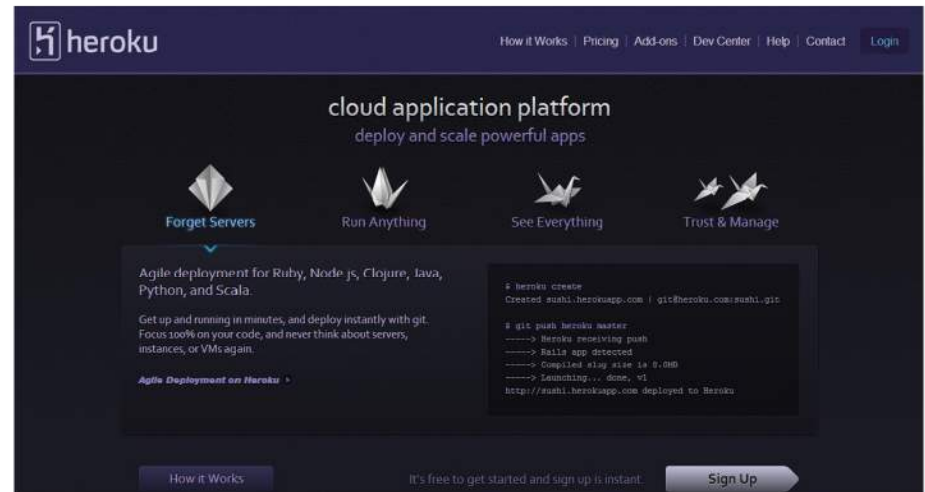 heroku
How it Works | Pricing | Add-ons | Dev Center | Help | Contact
Login
cloud application platform
deploy and scale powerful apps
Forget Servers
Run Anything
See Everything
Trust & Manage
Agile deployment for Ruby, Node.js, Clojure, Java,
Python, and Scala.
Get up and running in minutes, and deploy instantly with git.
Focus 100% on your code, and never think about servers,
instances, or VMs again.
Agile Deployment on Heroku
$ heroku create
Created sushi.herokuapp.com | git@heroku.com:sushi.git
$ git push heroku master
-----> Heroku receiving push
-----> Rails app detected
-----> Compiled slug size is 8.0MB
-----> Launching... done, v1
http://sushi.herokuapp.com deployed to Heroku
How it Works
It's free to get started and sign up is instant.
Sign Up